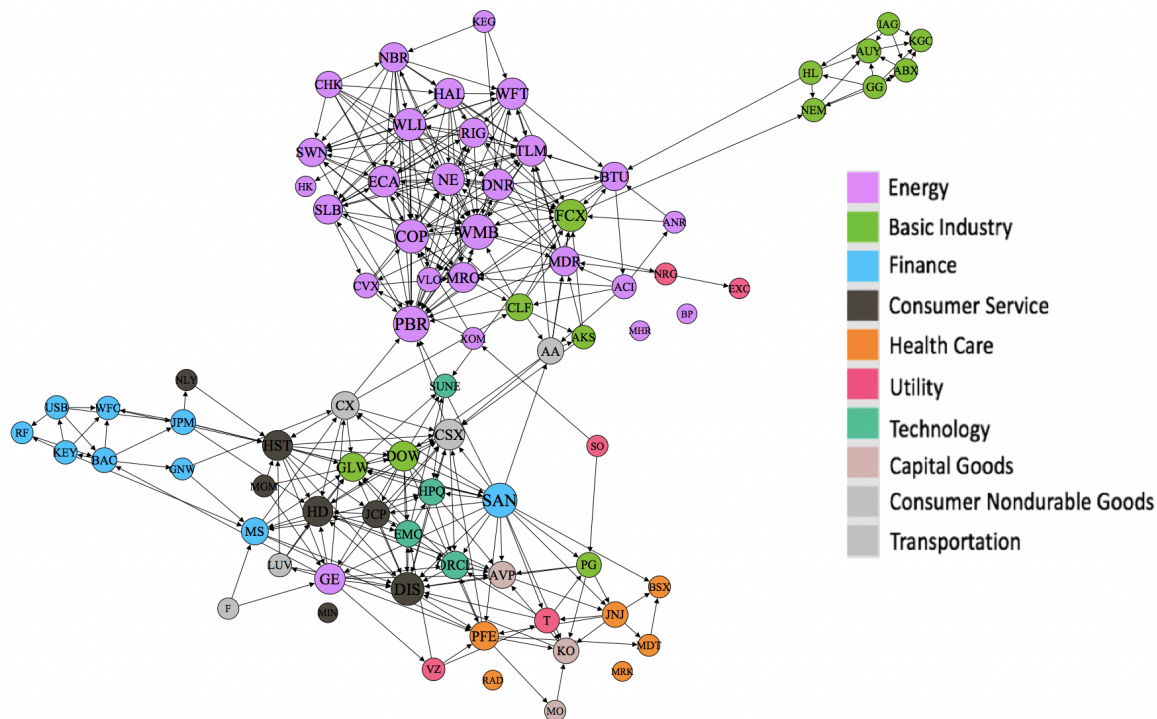 KEG
IAG
KGC
AUY
NBR
ABX
HL
CHK
GG
HAL
WFT
NEM
WLL
RIG
SWN
TLM
BTU
HK
ECA
NE
DNR
SLB
FCX
ANR
COP
WMB
MDR
NRG
CVX
VLO
MRO
ACI
EXC
CLF
BP
PBR
MHR
XOM
AKS
AA
NLY
SUNE
USB
WFC
CX
JPM
RF
CSX
HST
SO
KEY
BAC
GNW
GLW
DOW
MGM
HPQ
SAN
HD
JCP
MS
EMC
LUV
ORCL
PG
GE
AVP
DIS
BSX
F
MIN
T
JNJ
PFE
MDT
KO
VZ
MRK
RAD
MO
Energy
Basic Industry
Finance
Consumer Service
Health Care
Utility
Technology
Capital Goods
Consumer Nondurable Goods
Transportation